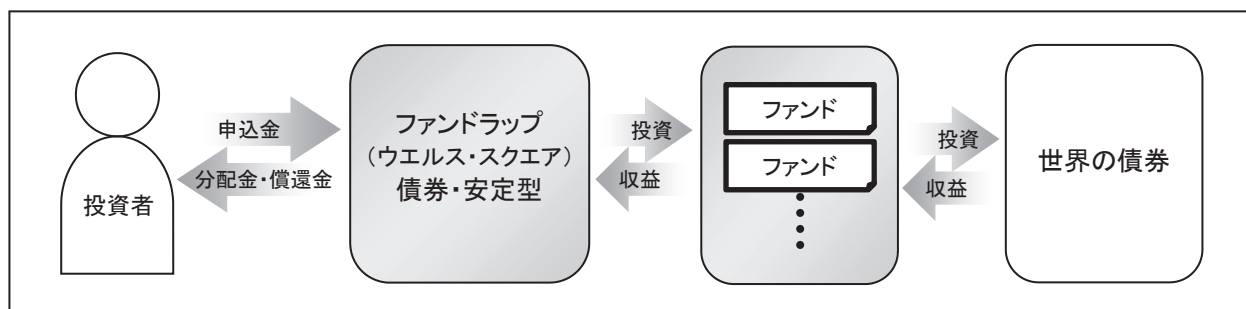 投資者
申込金
分配金・償還金
ファンドラップ
（ウエルス・スクエア）
債券・安定型
投資
収益
ファンド
ファンド
投資
収益
世界の債券